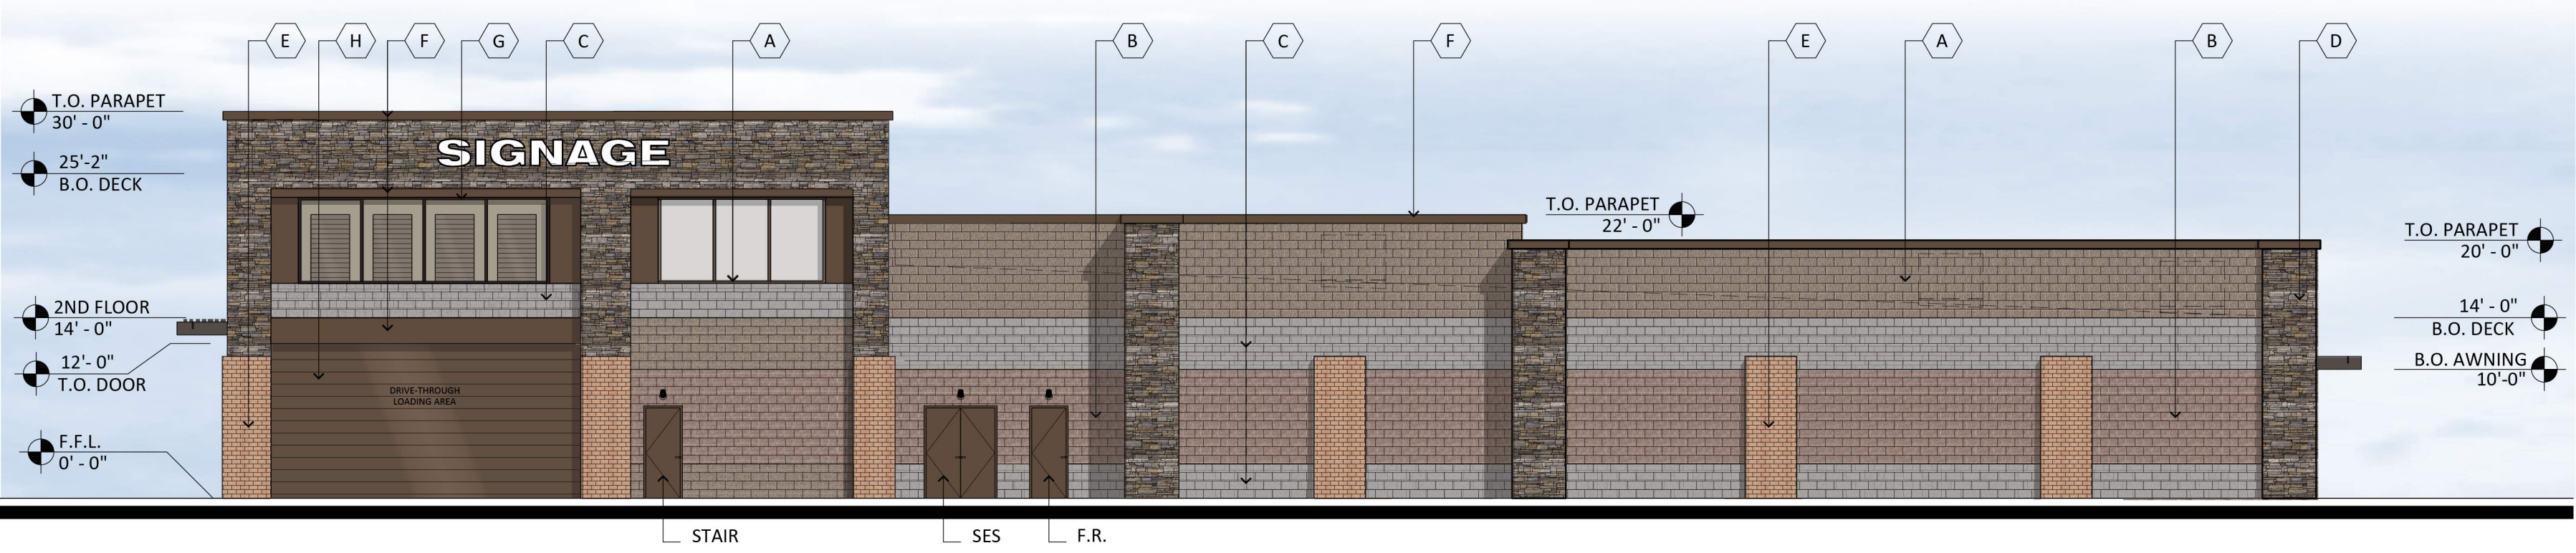 E H F G C A B C F E A B D
T.O. PARAPET
30' - 0"
25'-2"
B.O. DECK
SIGNAGE
T.O. PARAPET
22' - 0"
T.O. PARAPET
20' - 0"
2ND FLOOR
14' - 0"
14' - 0"
B.O. DECK
12'- 0"
T.O. DOOR
B.O. AWNING
10'-0"
DRIVE-THROUGH
LOADING AREA
F.F.L.
0' - 0"
STAIR SES F.R.